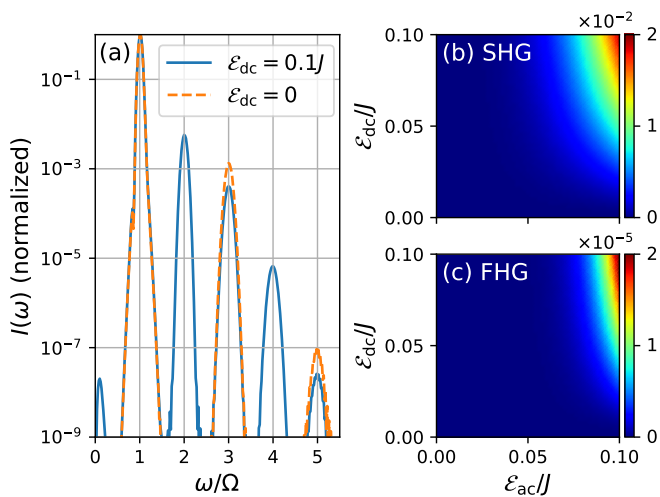 (a)
ℰdc = 0.1J
ℰdc = 0
I(ω) (normalized)
10⁻¹
10⁻³
10⁻⁵
10⁻⁷
10⁻⁹
0 1 2 3 4 5
ω/Ω
(b) SHG
ℰdc/J
0.10
0.05
0.00
×10⁻²
2
1
0
(c) FHG
ℰdc/J
0.10
0.05
0.00
×10⁻⁵
2
1
0
0.00 0.05 0.10
ℰac/J